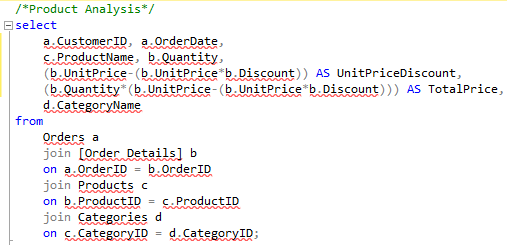 /*Product Analysis*/
select
a.CustomerID, a.OrderDate,
c.ProductName, b.Quantity,
(b.UnitPrice-(b.UnitPrice*b.Discount)) AS UnitPriceDiscount,
(b.Quantity*(b.UnitPrice-(b.UnitPrice*b.Discount))) AS TotalPrice,
d.CategoryName
from
Orders a
join [Order Details] b
on a.OrderID = b.OrderID
join Products c
on b.ProductID = c.ProductID
join Categories d
on c.CategoryID = d.CategoryID;